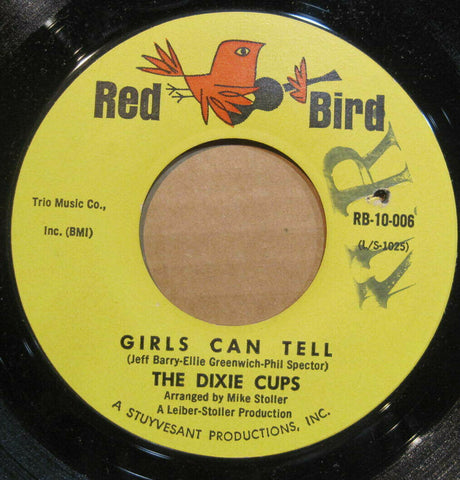 Red Bird
Trio Music Co.,
Inc. (BMI)
RB-10-006
(L/S-1025)
GIRLS CAN TELL
(Jeff Barry-Ellie Greenwich-Phil Spector)
THE DIXIE CUPS
Arranged by Mike Stoller
A Leiber-Stoller Production
A STUYVESANT PRODUCTIONS, INC.